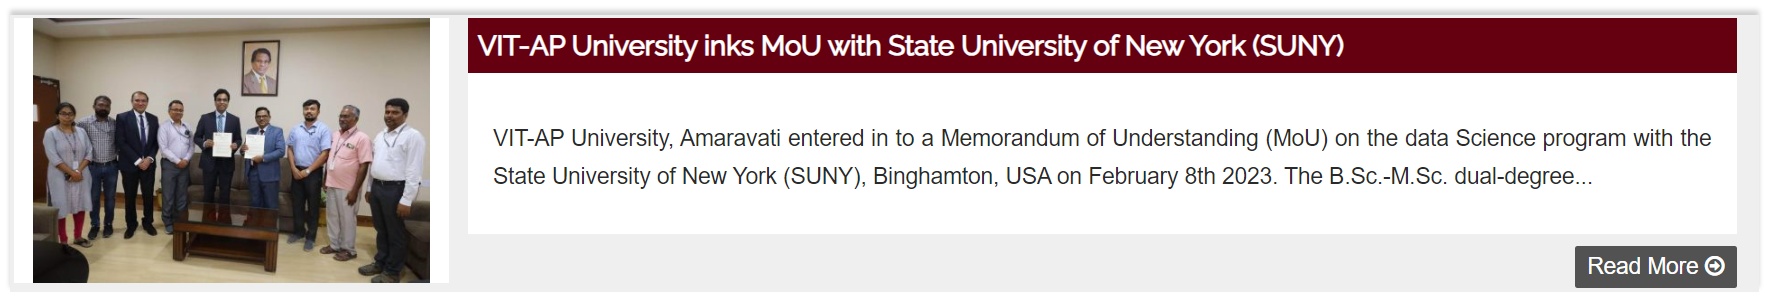 VIT-AP University inks MoU with State University of New York (SUNY)
VIT-AP University, Amaravati entered in to a Memorandum of Understanding (MoU) on the data Science program with the
State University of New York (SUNY), Binghamton, USA on February 8th 2023. The B.Sc.-M.Sc. dual-degree...
Read More